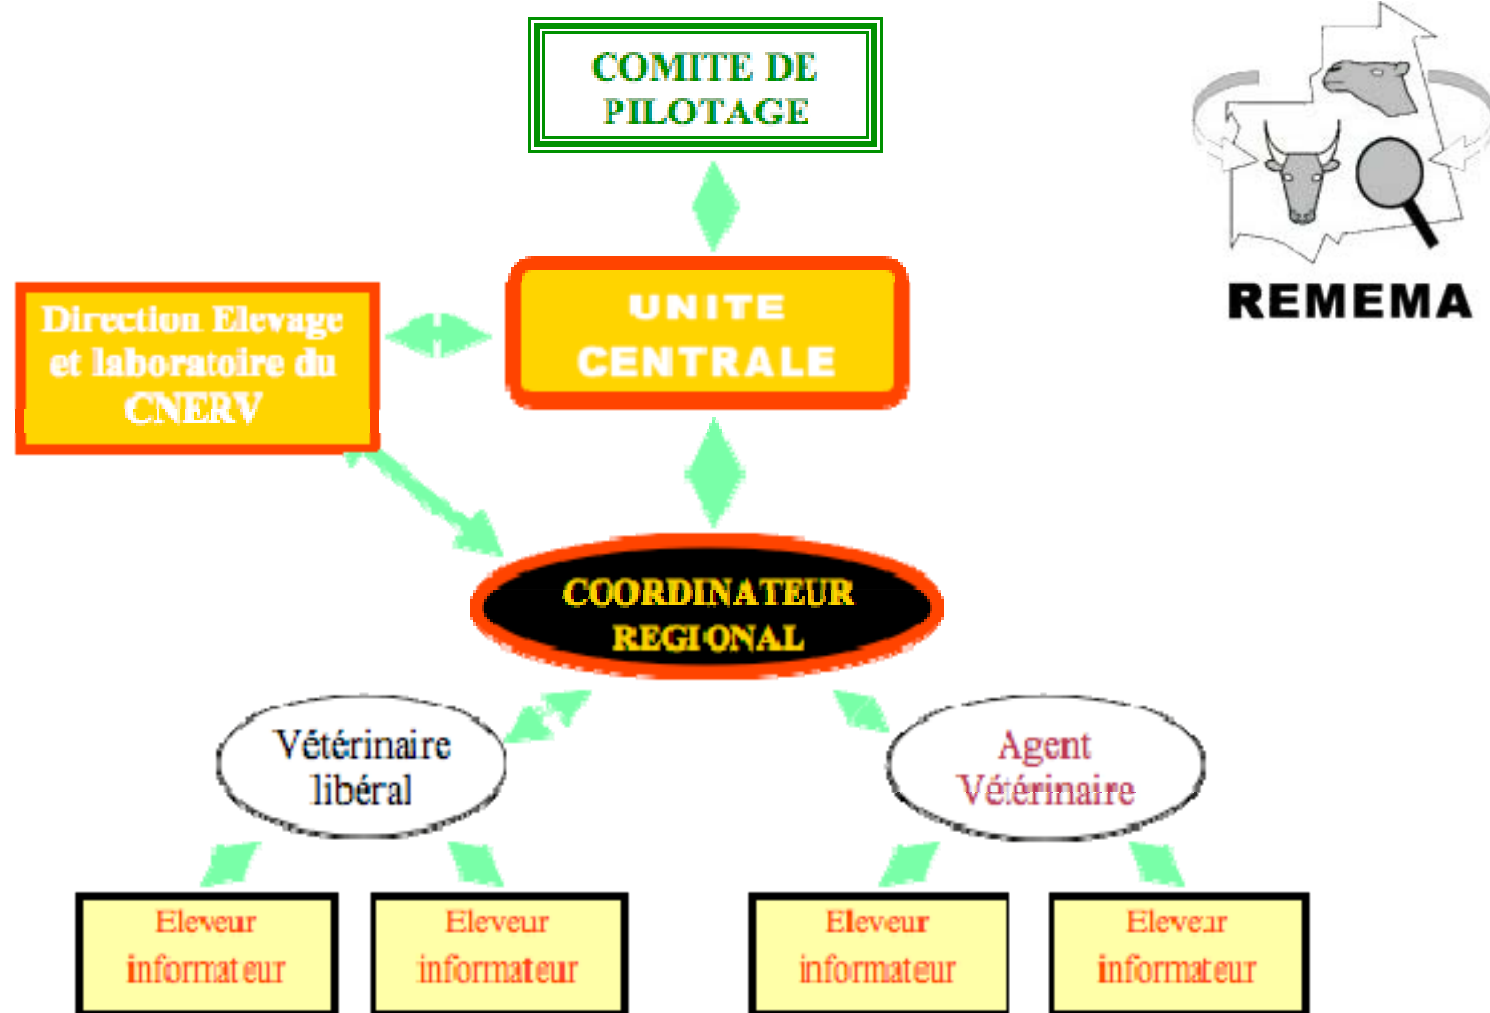 COMITE DE
PILOTAGE
REMEMA
UNITE
CENTRALE
Direction Elevage
et laboratoire du
CNERV
COORDINATEUR
REGIONAL
Vétérinaire
libéral
Agent
Vétérinaire
Eleveur
informateur
Eleveur
informateur
Eleveur
informateur
Eleveur
informateur